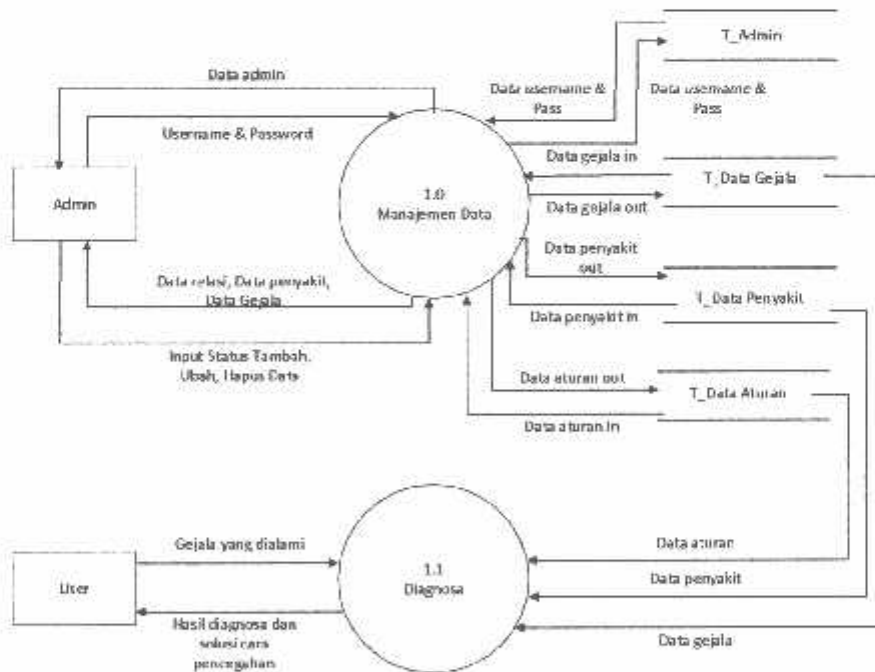 T_Admin
Data admin
Data username &
Pass
Data username &
Pass
Username & Password
Data gejala in
Admin
1.0
Manajemen Data
T_Data Gejala
Data gejala out
Data penyakit
out
Data relasi, Data penyakit,
Data Gejala
T_Data Penyakit
Data penyakit in
Input Status Tambah,
Ubah, Hapus Data
Data aturan out
T_Data Aturan
Data aturan in
Gejala yang dialami
1.1
Diagnosa
Data aturan
User
Data penyakit
Hasil diagnosa dan
solusi cara
pencegahan
Data gejala